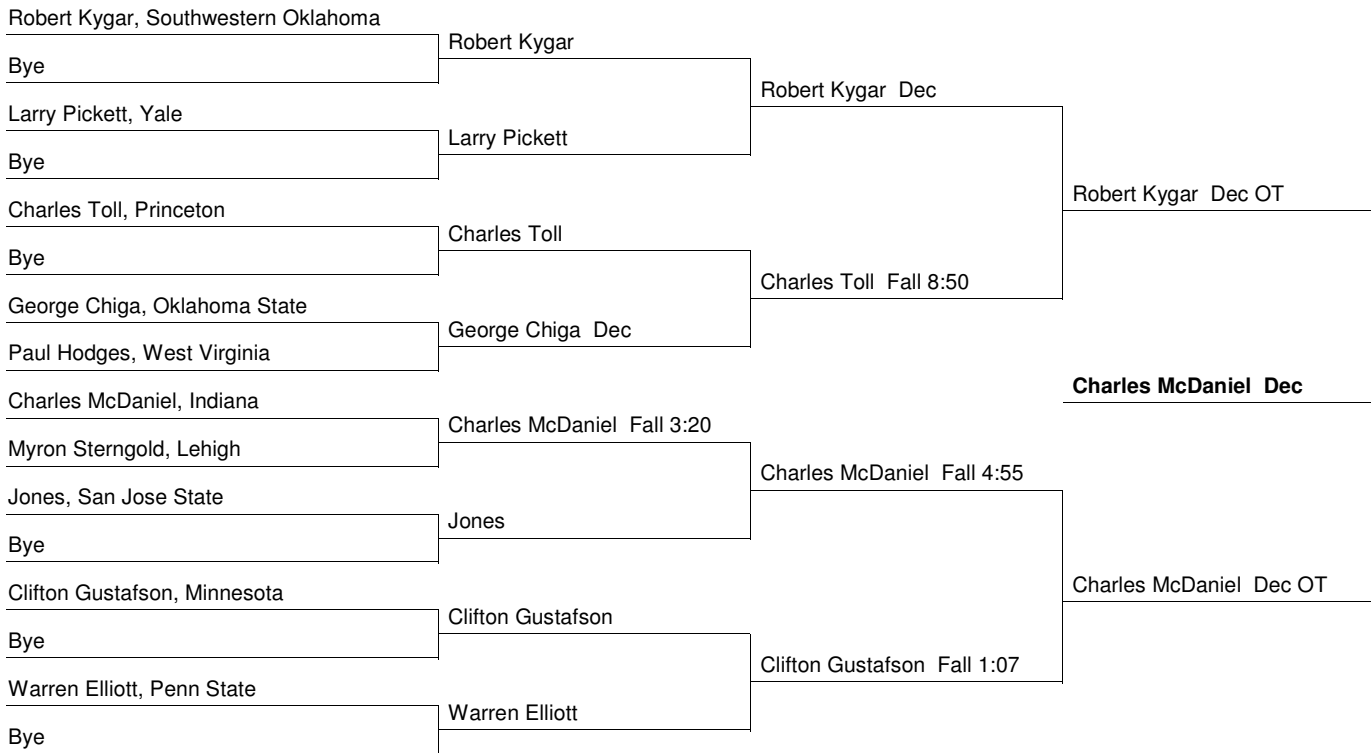 Robert Kygar, Southwestern Oklahoma
Bye
Larry Pickett, Yale
Bye
Charles Toll, Princeton
Bye
George Chiga, Oklahoma State
Paul Hodges, West Virginia
Charles McDaniel, Indiana
Myron Sterngold, Lehigh
Jones, San Jose State
Bye
Clifton Gustafson, Minnesota
Bye
Warren Elliott, Penn State
Bye
Robert Kygar
Larry Pickett
Charles Toll
George Chiga Dec
Charles McDaniel Fall 3:20
Jones
Clifton Gustafson
Warren Elliott
Robert Kygar Dec
Charles Toll Fall 8:50
Charles McDaniel Fall 4:55
Clifton Gustafson Fall 1:07
Robert Kygar Dec OT
Charles McDaniel Dec
Charles McDaniel Dec OT